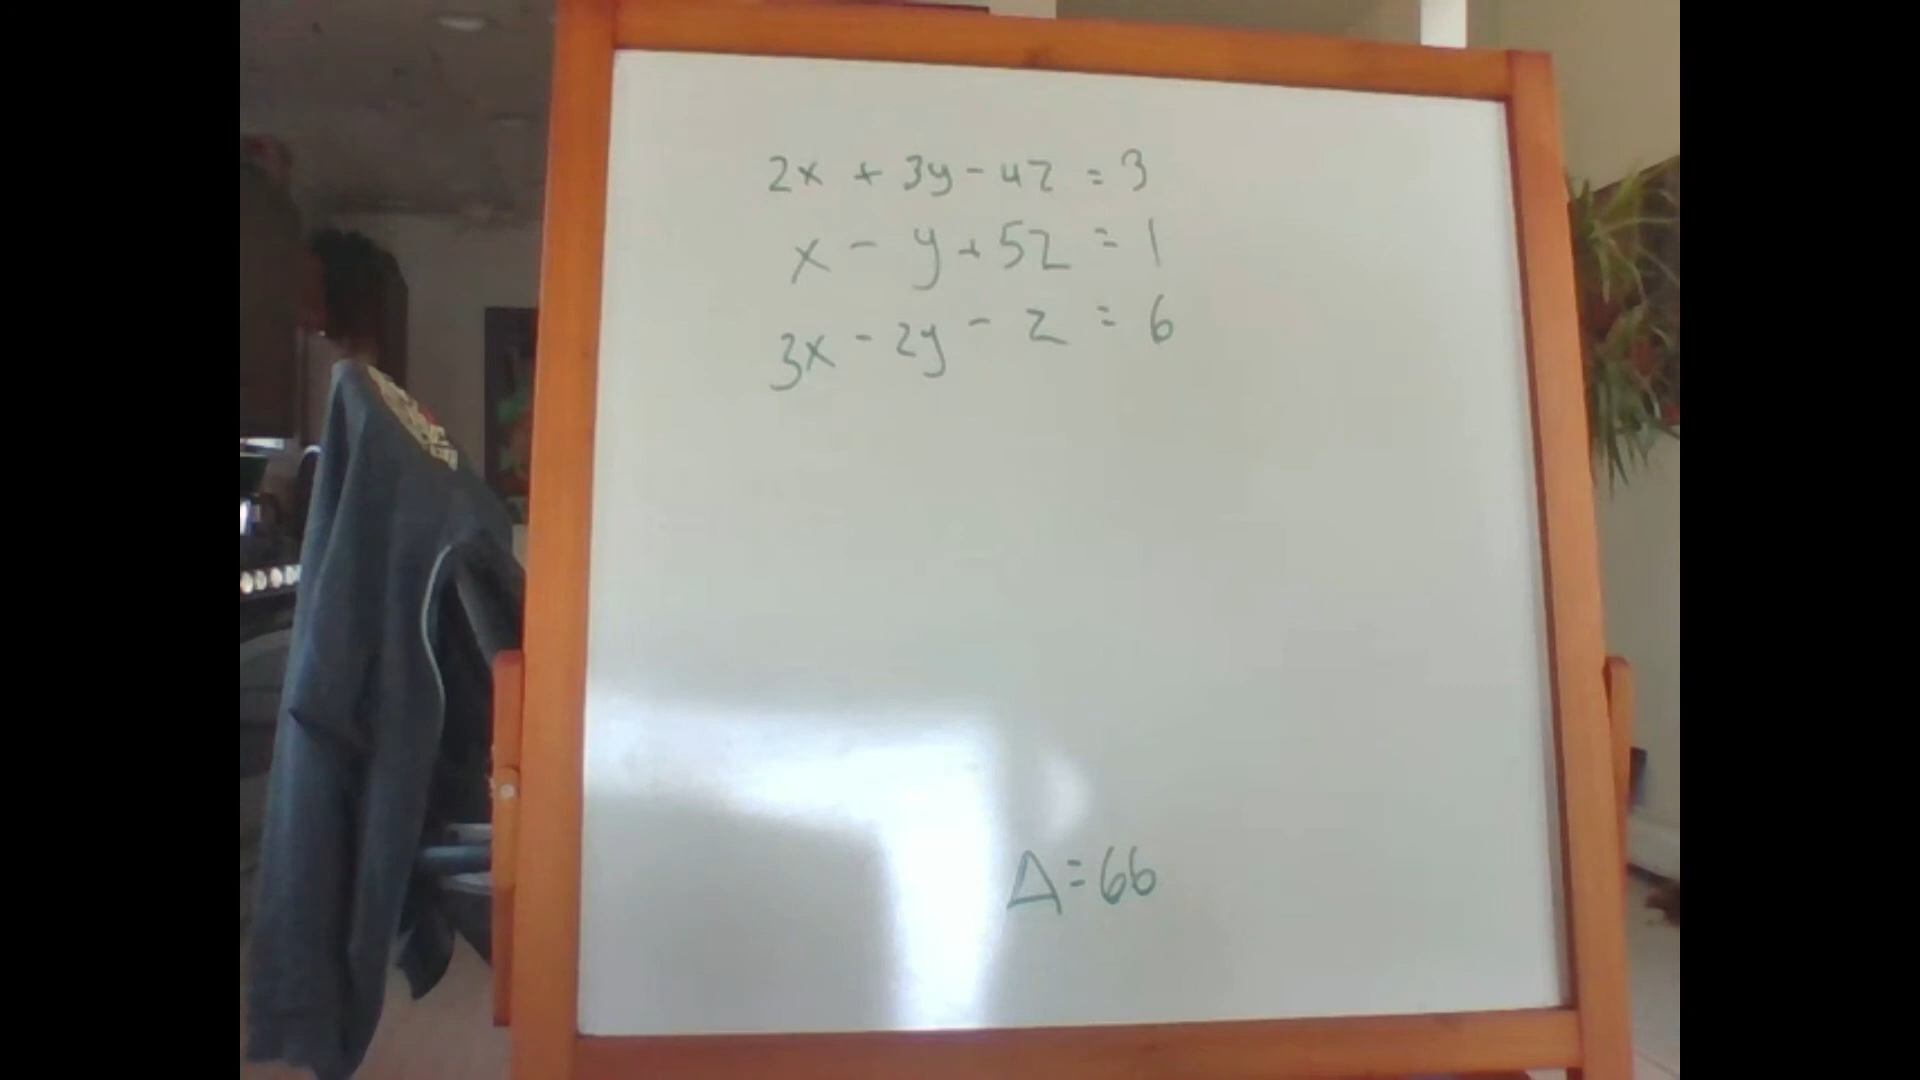 2x + 3y - 4z = 3
x - y + 5z = 1
3x - 2y - z = 6
Δ = 66